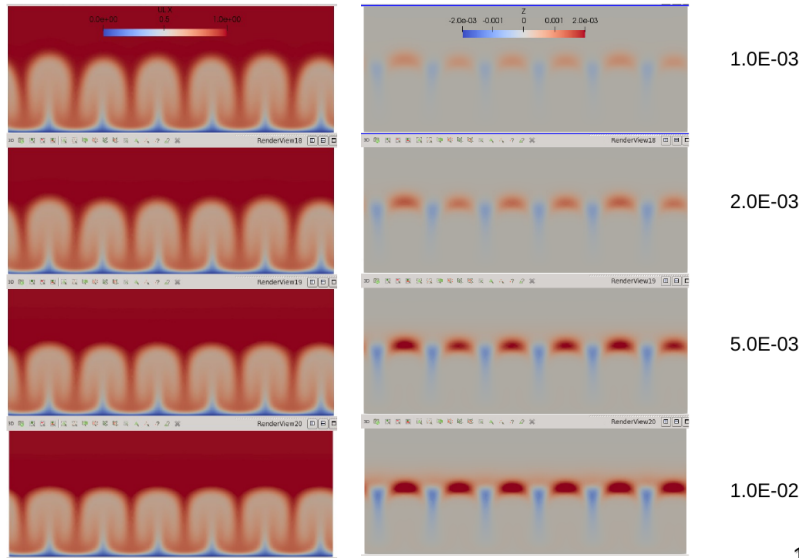 2.0e+00 0.5 1.0e+00
Z
-2.0e-03 -0.001 0 0.001 2.0e-03
1.0E-03
RenderView18
RenderView18
2.0E-03
RenderView19
RenderView19
5.0E-03
RenderView20
RenderView20
1.0E-02